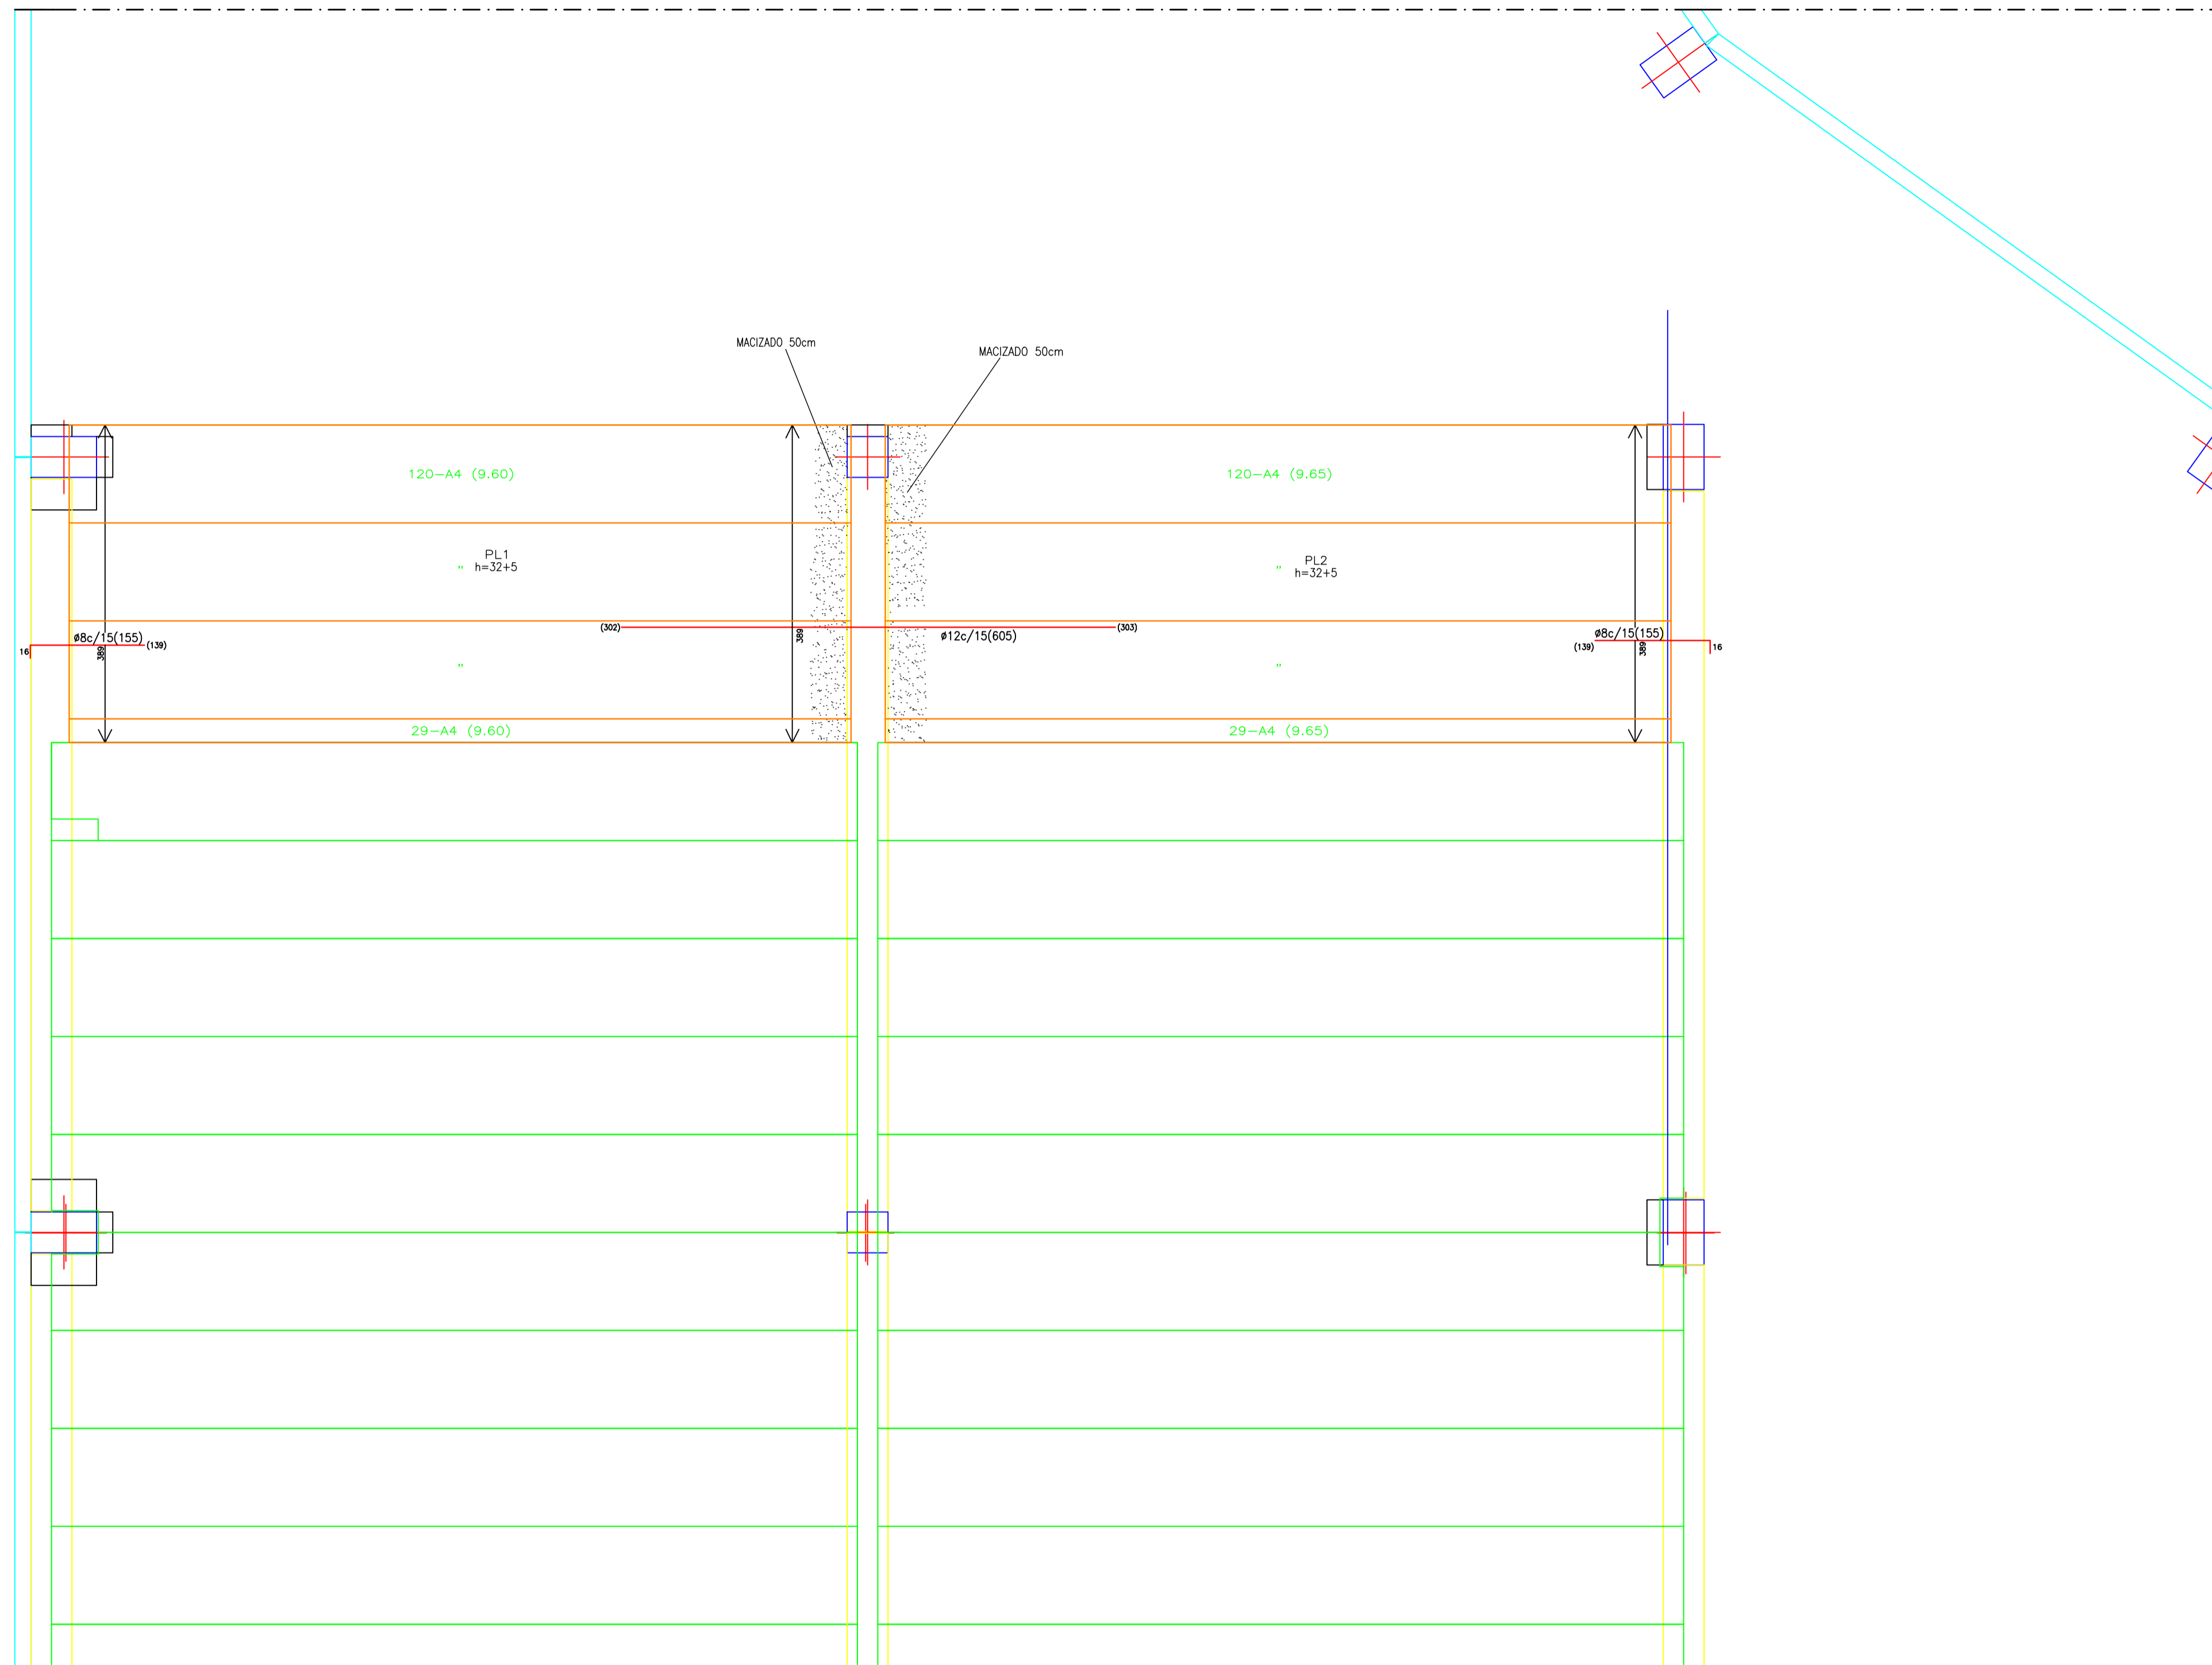 MACIZADO 50cm
MACIZADO 50cm
120-A4 (9.60)
120-A4 (9.65)
PL1
h=32+5
"
PL2
h=32+5
"
(302)
(303)
ø12c/15(605)
389
ø8c/15(155)
(139)
16
389
ø8c/15(155)
(139)
16
389
"
"
29-A4 (9.60)
29-A4 (9.65)